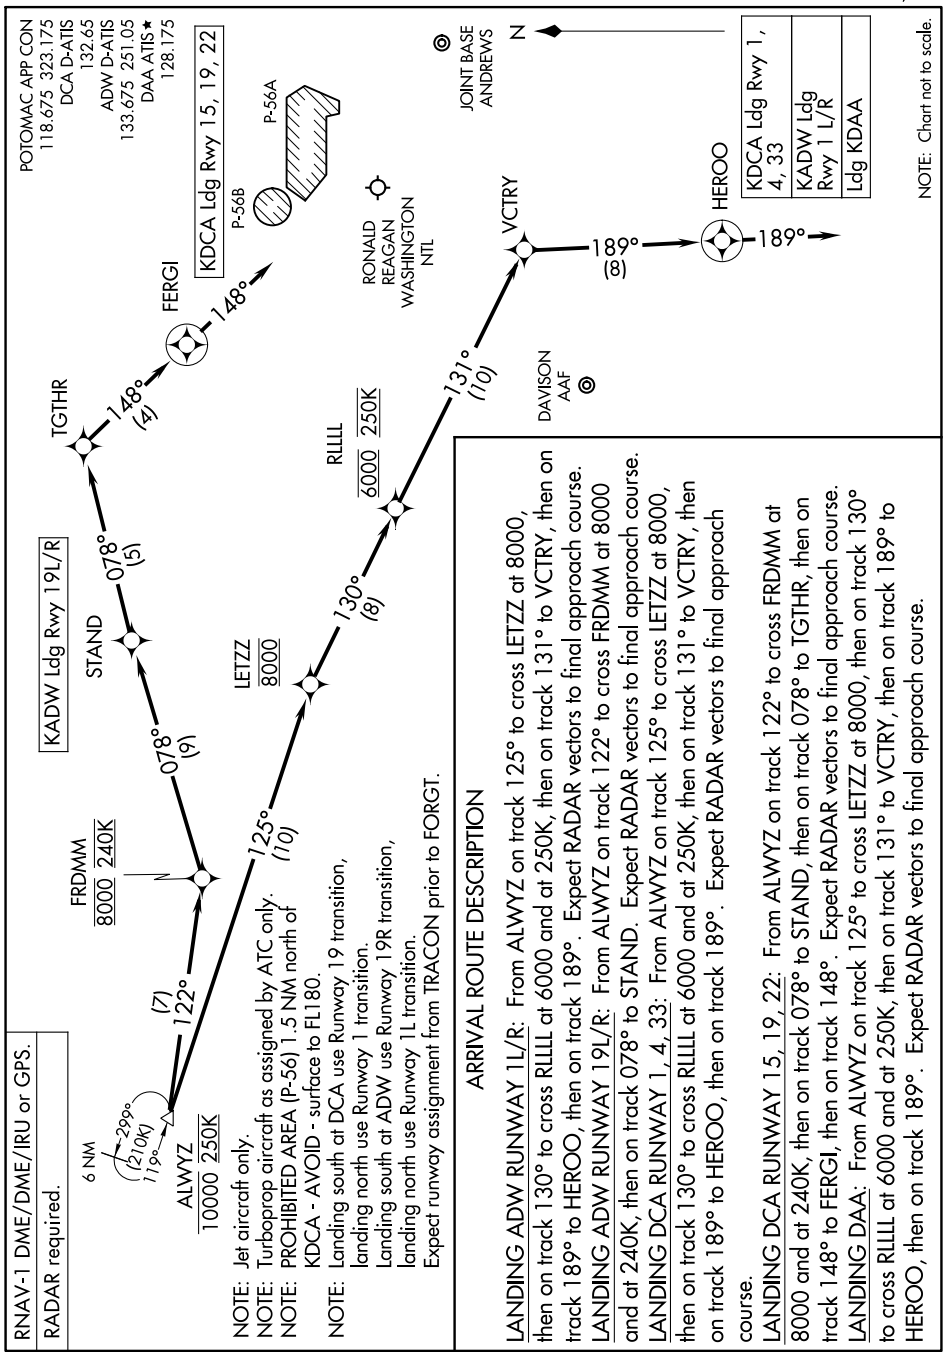 RNAV-1 DME/DME/IRU or GPS.
RADAR required.
POTOMAC APP CON
118.675 323.175
DCA D-ATIS
132.65
ADW D-ATIS
133.675 251.05
DAA ATIS★
128.175
KDCA Ldg Rwy 15, 19, 22
KADW Ldg Rwy 19L/R
TGTHR
148°
(4)
FERGI
148°
P-56B
P-56A
078°
(5)
STAND
078°
(9)
FRDMM
8000 240K
(7)
122°
6 NM
299°
(210K)
119°
ALWYZ
10000 250K
125°
(10)
LETZZ
8000
130°
(8)
RLLLL
6000 250K
131°
(10)
RONALD
REAGAN
WASHINGTON
NTL
JOINT BASE
ANDREWS
N
DAVISON
AAF
VCTRY
189°
(8)
HEROO
189°
KDCA Ldg Rwy 1,
4, 33
KADW Ldg
Rwy 1 L/R
Ldg KDAA
NOTE: Chart not to scale.
NOTE: Jet aircraft only.
NOTE: Turboprop aircraft as assigned by ATC only.
NOTE: PROHIBITED AREA (P-56) 1.5 NM north of
KDCA - AVOID - surface to FL180.
NOTE: Landing south at DCA use Runway 19 transition,
landing north use Runway 1 transition.
Landing south at ADW use Runway 19R transition,
landing north use Runway 1L transition.
Expect runway assignment from TRACON prior to FORGT.
ARRIVAL ROUTE DESCRIPTION
LANDING ADW RUNWAY 1L/R: From ALWYZ on track 125° to cross LETZZ at 8000,
then on track 130° to cross RLLLL at 6000 and at 250K, then on track 131° to VCTRY, then on
track 189° to HEROO, then on track 189°. Expect RADAR vectors to final approach course.
LANDING ADW RUNWAY 19L/R: From ALWYZ on track 122° to cross FRDMM at 8000
and at 240K, then on track 078° to STAND. Expect RADAR vectors to final approach course.
LANDING DCA RUNWAY 1, 4, 33: From ALWYZ on track 125° to cross LETZZ at 8000,
then on track 130° to cross RLLLL at 6000 and at 250K, then on track 131° to VCTRY, then
on track 189° to HEROO, then on track 189°. Expect RADAR vectors to final approach
course.
LANDING DCA RUNWAY 15, 19, 22: From ALWYZ on track 122° to cross FRDMM at
8000 and at 240K, then on track 078° to STAND, then on track 078° to TGTHR, then on
track 148° to FERGI, then on track 148°. Expect RADAR vectors to final approach course.
LANDING DAA: From ALWYZ on track 125° to cross LETZZ at 8000, then on track 130°
to cross RLLLL at 6000 and at 250K, then on track 131° to VCTRY, then on track 189° to
HEROO, then on track 189°. Expect RADAR vectors to final approach course.